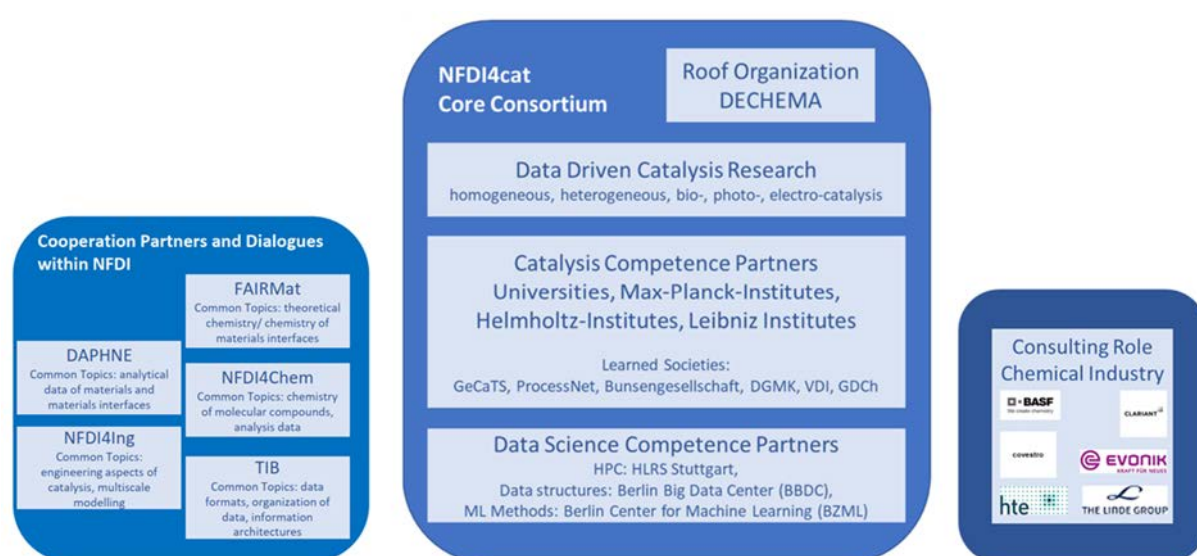 Cooperation Partners and Dialogues
within NFDI
FAIRMat
Common Topics: theoretical
chemistry/ chemistry of
materials interfaces
DAPHNE
Common Topics: analytical
data of materials and
materials interfaces
NFDI4Chem
Common Topics: chemistry
of molecular compounds,
analysis data
NFDI4Ing
Common Topics:
engineering aspects of
catalysis, multiscale
modelling
TIB
Common Topics: data
formats, organization of
data, information
architectures
NFDI4cat
Core Consortium
Roof Organization
DECHEMA
Data Driven Catalysis Research
homogeneous, heterogeneous, bio-, photo-, electro-catalysis
Catalysis Competence Partners
Universities, Max-Planck-Institutes,
Helmholtz-Institutes, Leibniz Institutes
Learned Societies:
GeCaTS, ProcessNet, Bunsengesellschaft, DGMK, VDI, GDCh
Data Science Competence Partners
HPC: HLRS Stuttgart,
Data structures: Berlin Big Data Center (BBDC),
ML Methods: Berlin Center for Machine Learning (BZML)
Consulting Role
Chemical Industry
BASF
We create chemistry
CLARIANT
covestro
EVONIK
KRAFT FÜR NEUES
hte
THE LINDE GROUP